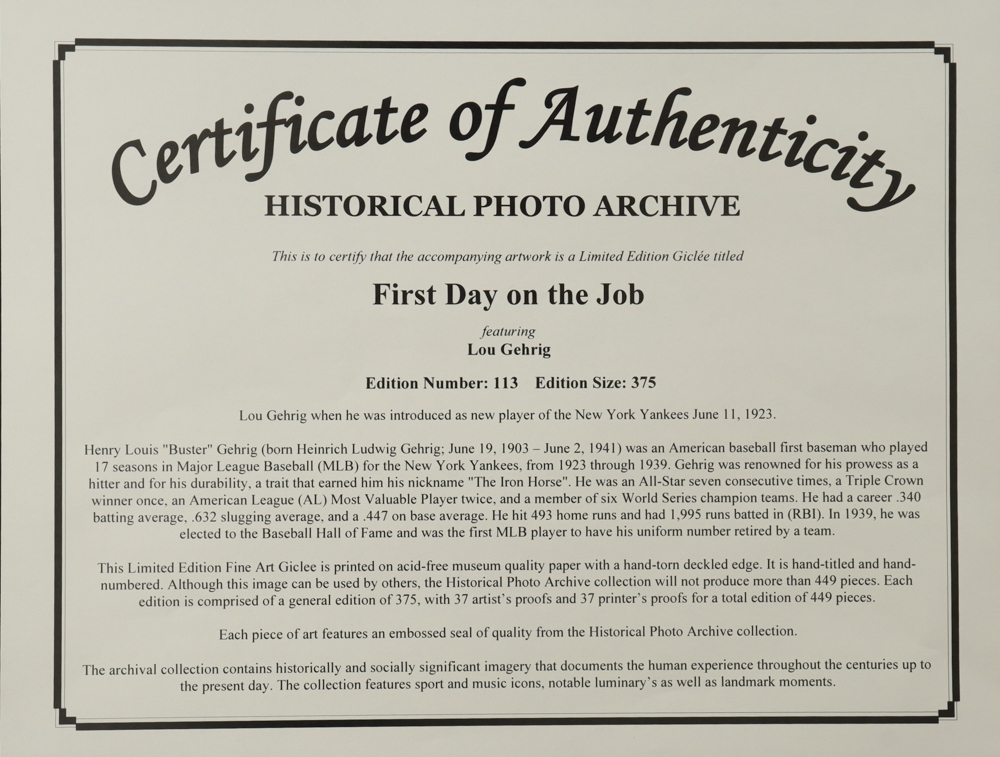 Certificate of Authenticity
HISTORICAL PHOTO ARCHIVE
This is to certify that the accompanying artwork is a Limited Edition Giclée titled
First Day on the Job
featuring
Lou Gehrig
Edition Number: 113 Edition Size: 375
Lou Gehrig when he was introduced as new player of the New York Yankees June 11, 1923.
Henry Louis "Buster" Gehrig (born Heinrich Ludwig Gehrig; June 19, 1903 – June 2, 1941) was an American baseball first baseman who played
17 seasons in Major League Baseball (MLB) for the New York Yankees, from 1923 through 1939. Gehrig was renowned for his prowess as a
hitter and for his durability, a trait that earned him his nickname "The Iron Horse". He was an All-Star seven consecutive times, a Triple Crown
winner once, an American League (AL) Most Valuable Player twice, and a member of six World Series champion teams. He had a career .340
batting average, .632 slugging average, and a .447 on base average. He hit 493 home runs and had 1,995 runs batted in (RBI). In 1939, he was
elected to the Baseball Hall of Fame and was the first MLB player to have his uniform number retired by a team.
This Limited Edition Fine Art Giclee is printed on acid-free museum quality paper with a hand-torn deckled edge. It is hand-titled and hand-
numbered. Although this image can be used by others, the Historical Photo Archive collection will not produce more than 449 pieces. Each
edition is comprised of a general edition of 375, with 37 artist's proofs and 37 printer's proofs for a total edition of 449 pieces.
Each piece of art features an embossed seal of quality from the Historical Photo Archive collection.
The archival collection contains historically and socially significant imagery that documents the human experience throughout the centuries up to
the present day. The collection features sport and music icons, notable luminary's as well as landmark moments.